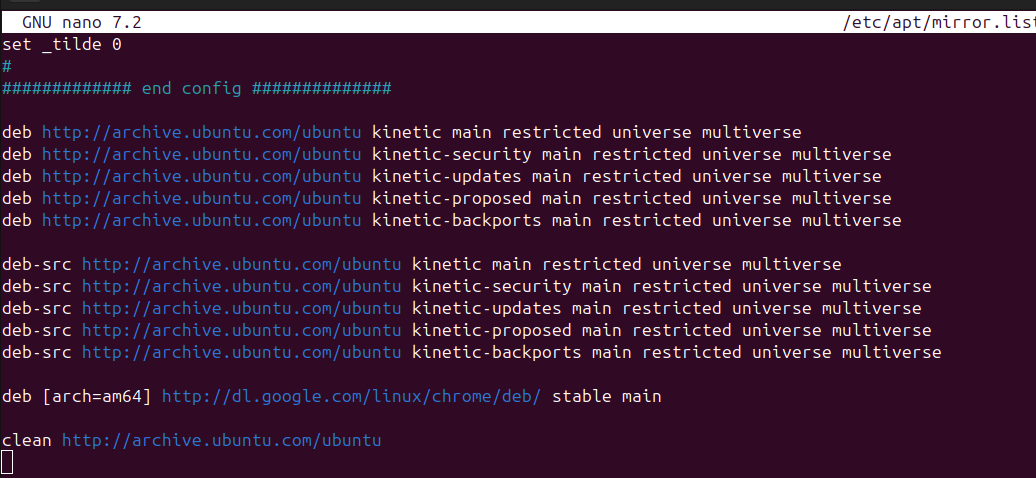 GNU nano 7.2 /etc/apt/mirror.list
set _tilde 0
#
############# end config ##############
deb http://archive.ubuntu.com/ubuntu kinetic main restricted universe multiverse
deb http://archive.ubuntu.com/ubuntu kinetic-security main restricted universe multiverse
deb http://archive.ubuntu.com/ubuntu kinetic-updates main restricted universe multiverse
deb http://archive.ubuntu.com/ubuntu kinetic-proposed main restricted universe multiverse
deb http://archive.ubuntu.com/ubuntu kinetic-backports main restricted universe multiverse
deb-src http://archive.ubuntu.com/ubuntu kinetic main restricted universe multiverse
deb-src http://archive.ubuntu.com/ubuntu kinetic-security main restricted universe multiverse
deb-src http://archive.ubuntu.com/ubuntu kinetic-updates main restricted universe multiverse
deb-src http://archive.ubuntu.com/ubuntu kinetic-proposed main restricted universe multiverse
deb-src http://archive.ubuntu.com/ubuntu kinetic-backports main restricted universe multiverse
deb [arch=am64] http://dl.google.com/linux/chrome/deb/ stable main
clean http://archive.ubuntu.com/ubuntu